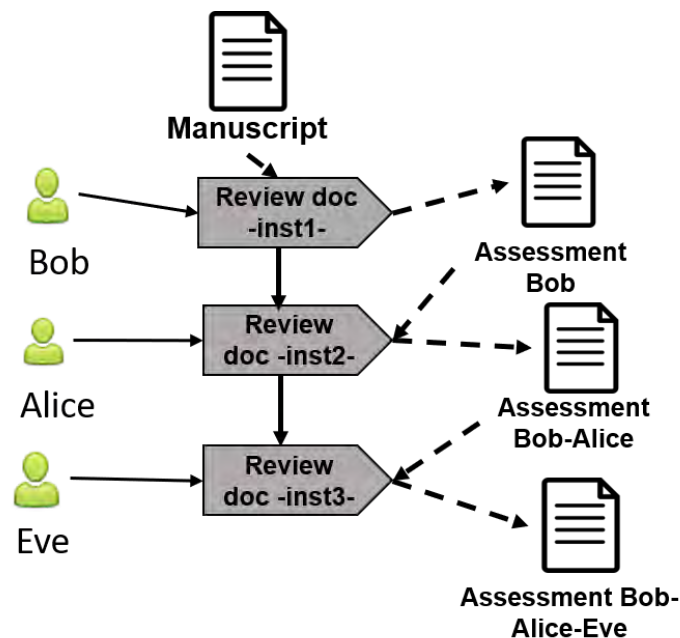 Manuscript
Review doc
-inst1-
Bob
Assessment
Bob
Review
doc -inst2-
Alice
Assessment
Bob-Alice
Review
doc -inst3-
Eve
Assessment Bob-
Alice-Eve